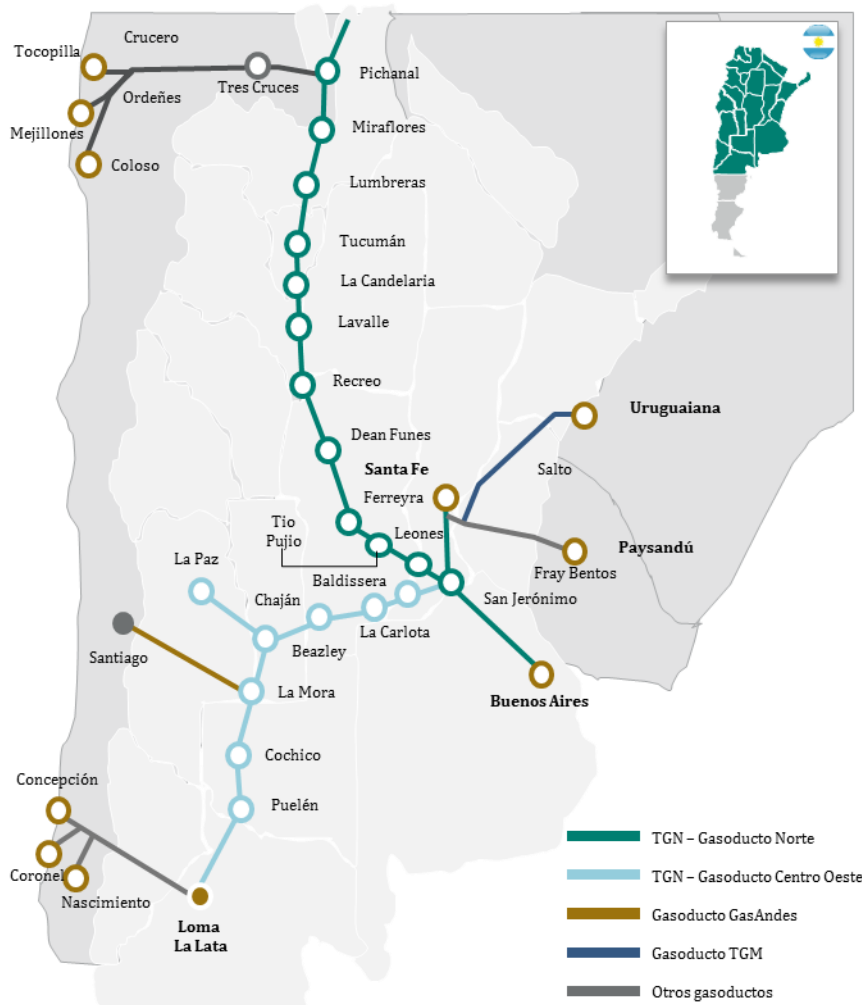 Crucero
Tocopilla
Tres Cruces
Pichanal
Ordeñes
Mejillones
Miraflores
Coloso
Lumbreras
Tucumán
La Candelaria
Lavalle
Recreo
Uruguaiana
Dean Funes
Santa Fe
Salto
Ferreyra
Tio
Pujio
Leones
Paysandú
La Paz
Fray Bentos
Baldissera
Chaján
San Jerónimo
La Carlota
Beazley
Santiago
La Mora
Buenos Aires
Cochico
Concepción
Puelén
Coronel
Nascimiento
Loma
La Lata
TGN – Gasoducto Norte
TGN – Gasoducto Centro Oeste
Gasoducto GasAndes
Gasoducto TGM
Otros gasoductos